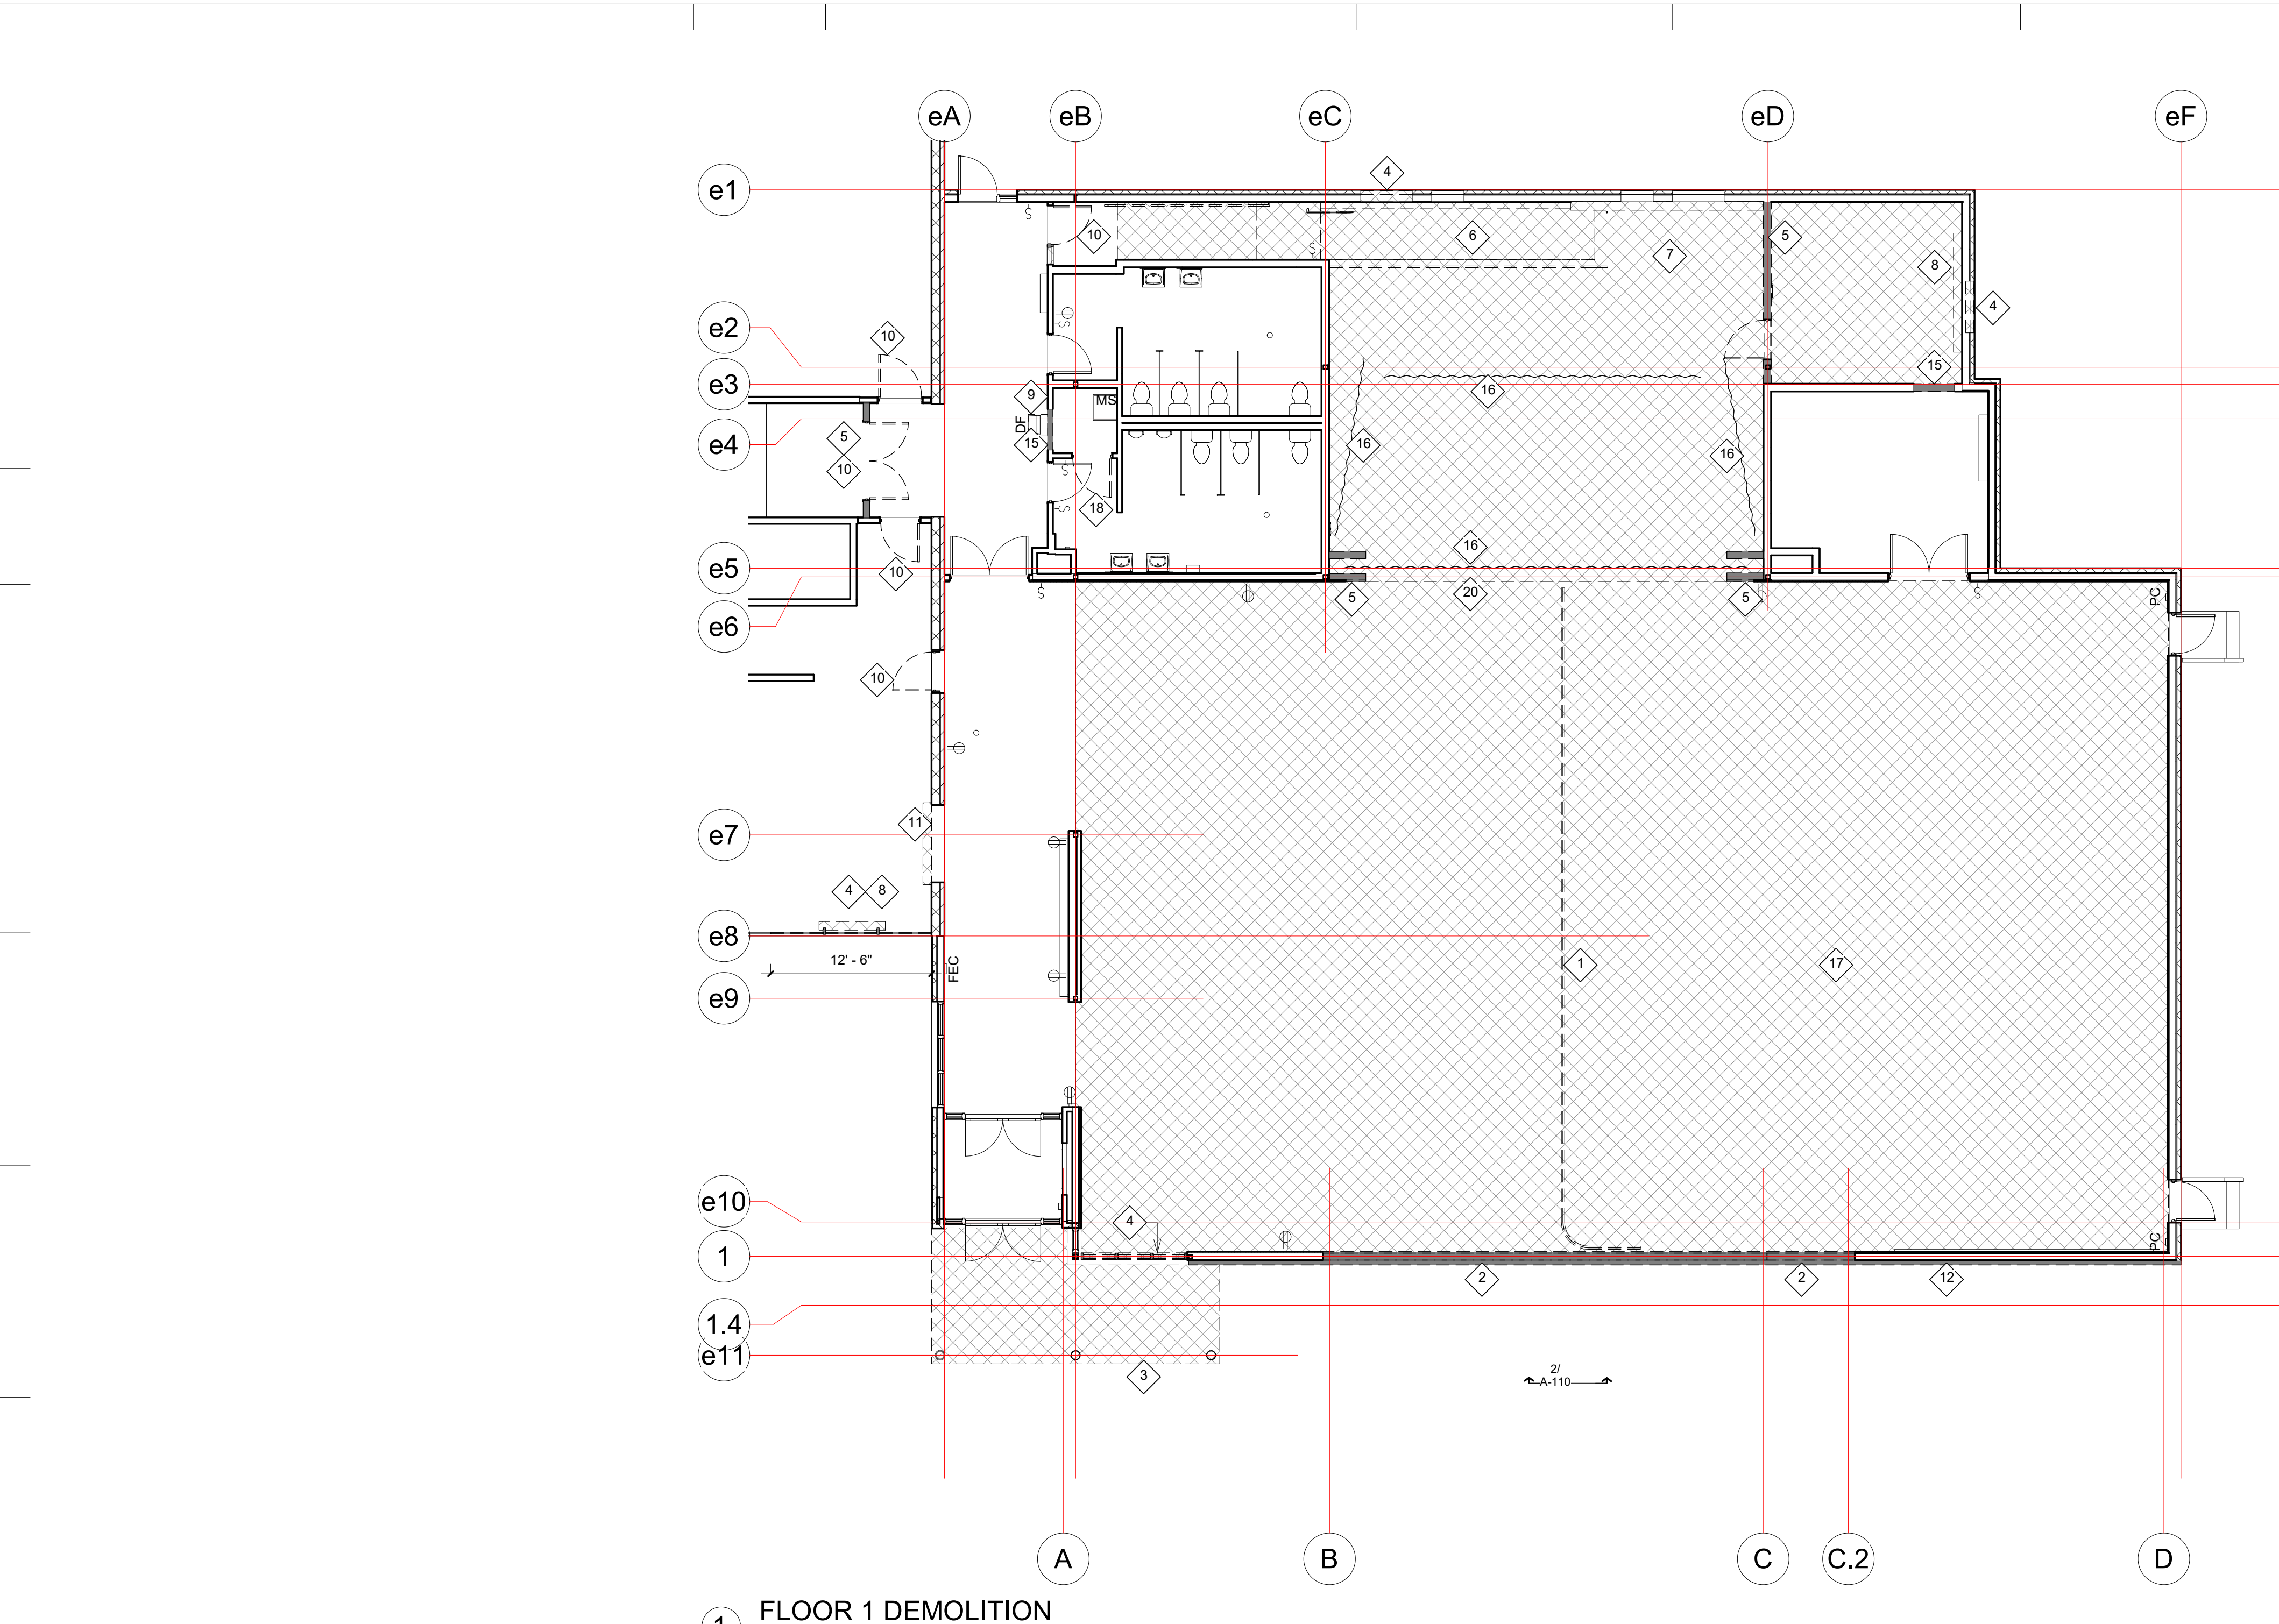 eA eB eC eD eF
e1
4
10 6 5
7 8
4
e2
10
15
e3
16
9 MS
DF
e4
5 15 16 16
10
18
16
e5
10
20
5 5 PC
e6
10
11
e7
4 8
e8
12' - 6"
FEC
1 17
e9
e10
4
PC
1
2 2 12
1.4
e11
3
2/
A-110
A B C C.2 D
1 FLOOR 1 DEMOLITION